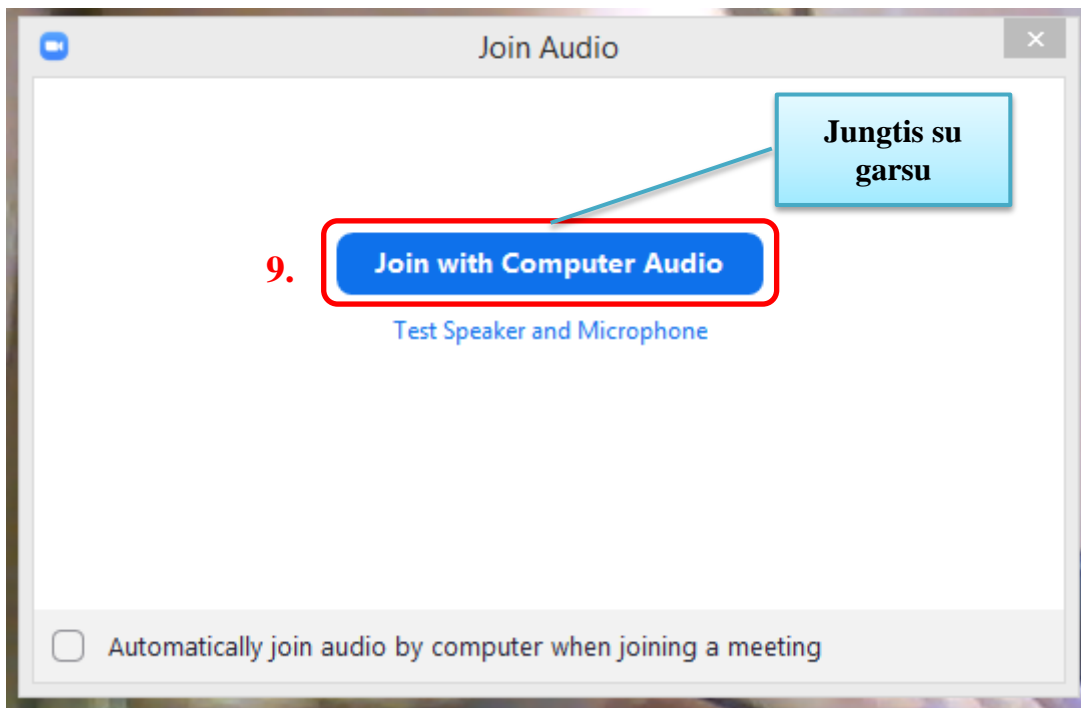 Join Audio
Jungtis su
garsu
9.
Join with Computer Audio
Test Speaker and Microphone
Automatically join audio by computer when joining a meeting